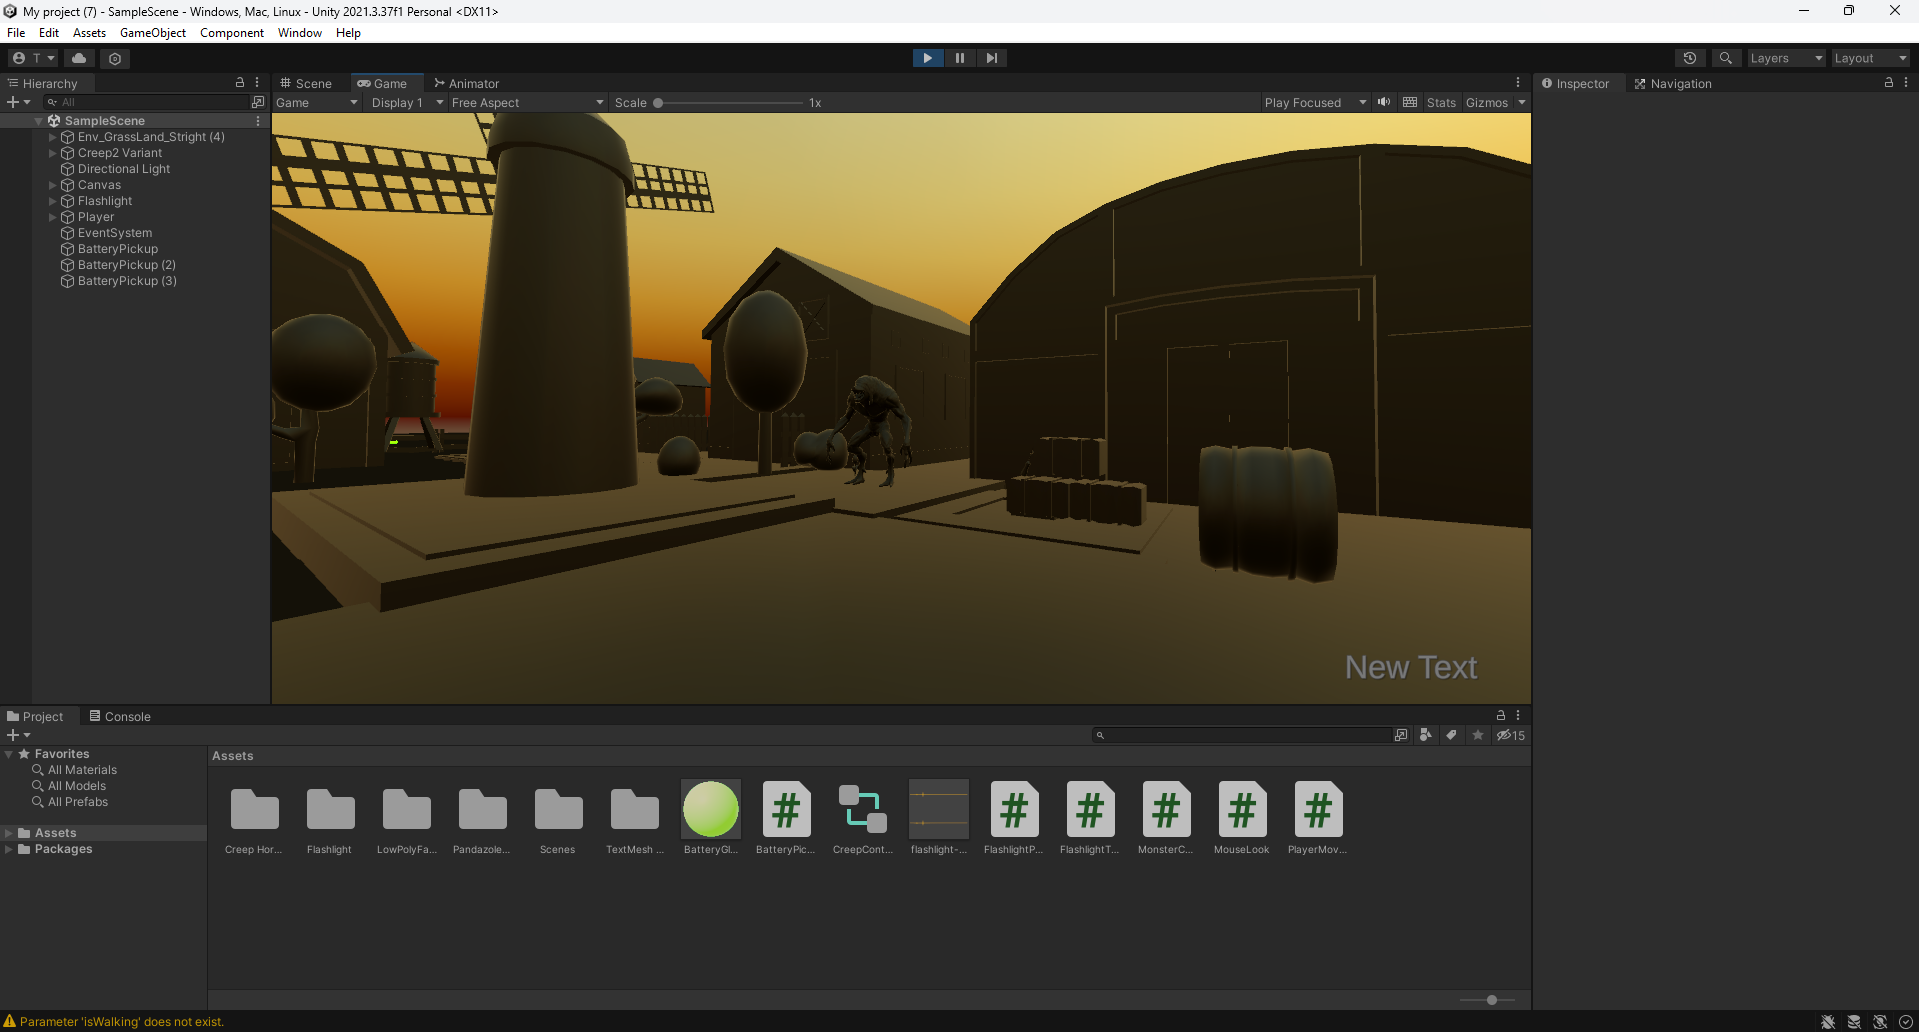 My project (7) - SampleScene - Windows, Mac, Linux - Unity 2021.3.37f1 Personal <DX11>
File Edit Assets GameObject Component Window Help
T Layers Layout
Hierarchy Scene Game Animator Inspector Navigation
All Game Display 1 Free Aspect Scale 1x Play Focused Stats Gizmos
SampleScene
Env_GrassLand_Stright (4)
Creep2 Variant
Directional Light
Canvas
Flashlight
Player
EventSystem
BatteryPickup
BatteryPickup (2)
BatteryPickup (3)
New Text
Project Console
15
Favorites
All Materials
All Models
All Prefabs
Assets
Packages
Assets
Creep Hor... Flashlight LowPolyFa... Pandazole... Scenes TextMesh ... BatteryGl... BatteryPic... CreepCont... flashlight-... FlashlightP... FlashlightT... MonsterC... MouseLook PlayerMov...
Parameter 'isWalking' does not exist.